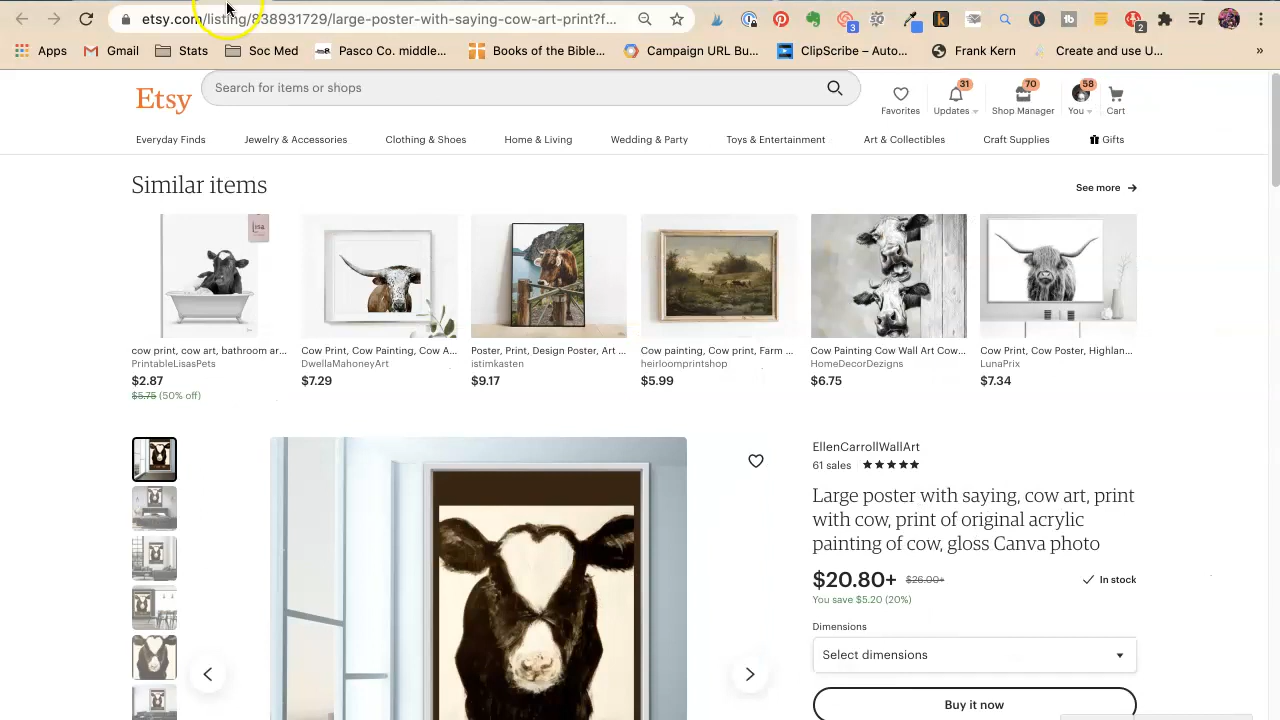 etsy.com/listing/838931729/large-poster-with-saying-cow-art-print?f...
3
2
Apps Gmail Stats Soc Med Pasco Co. middle... Books of the Bible... Campaign URL Bu... ClipScribe – Auto... Frank Kern Create and use U... »
Etsy
Search for items or shops
31 70 58
Favorites Updates Shop Manager You Cart
Everyday Finds Jewelry & Accessories Clothing & Shoes Home & Living Wedding & Party Toys & Entertainment Art & Collectibles Craft Supplies Gifts
Similar items
See more →
Lisa
cow print, cow art, bathroom ar... Cow Print, Cow Painting, Cow A... Poster, Print, Design Poster, Art ... Cow painting, Cow print, Farm ... Cow Painting Cow Wall Art Cow... Cow Print, Cow Poster, Highlan...
PrintableLisasPets DwellaMahoneyArt istimkasten heirloomprintshop HomeDecorDezigns LunaPrix
$2.87 $7.29 $9.17 $5.99 $6.75 $7.34
$5.75 (50% off)
EllenCarrollWallArt
61 sales ★★★★★
Large poster with saying, cow art, print
with cow, print of original acrylic
painting of cow, gloss Canva photo
$20.80+ $26.00+ In stock
You save $5.20 (20%)
Dimensions
Select dimensions
Buy it now